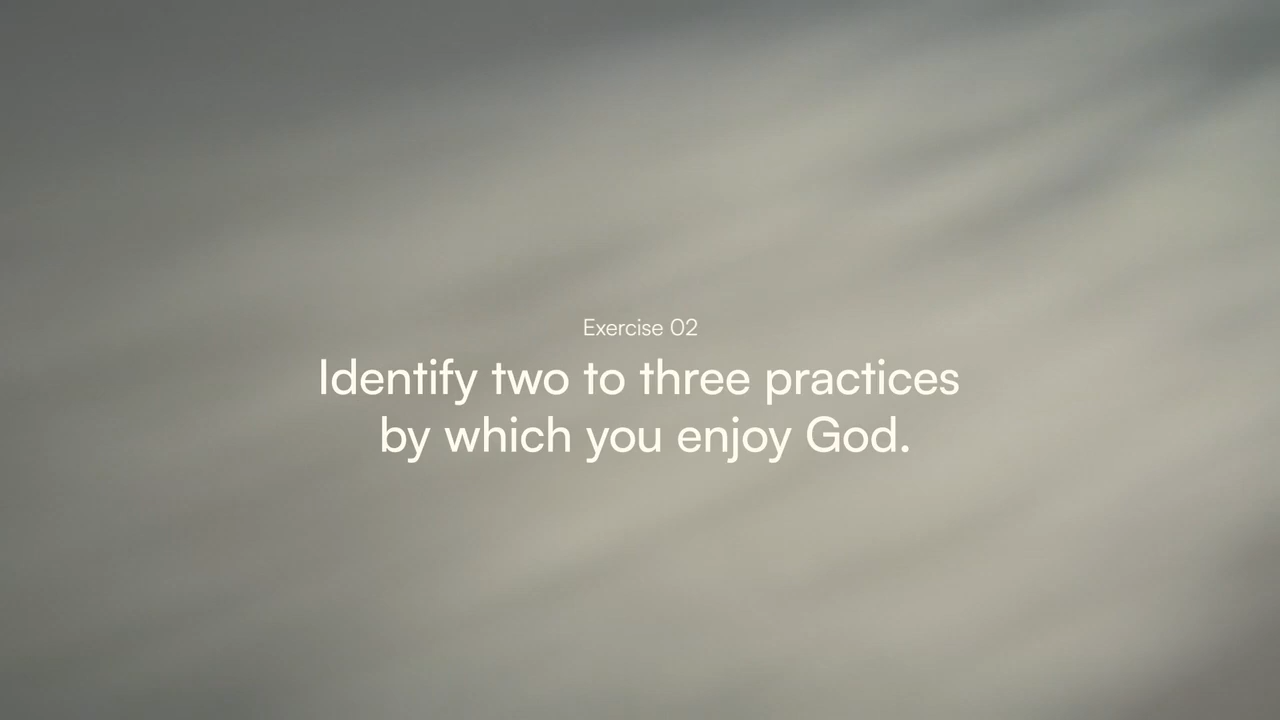 Exercise 02
Identify two to three practices
by which you enjoy God.